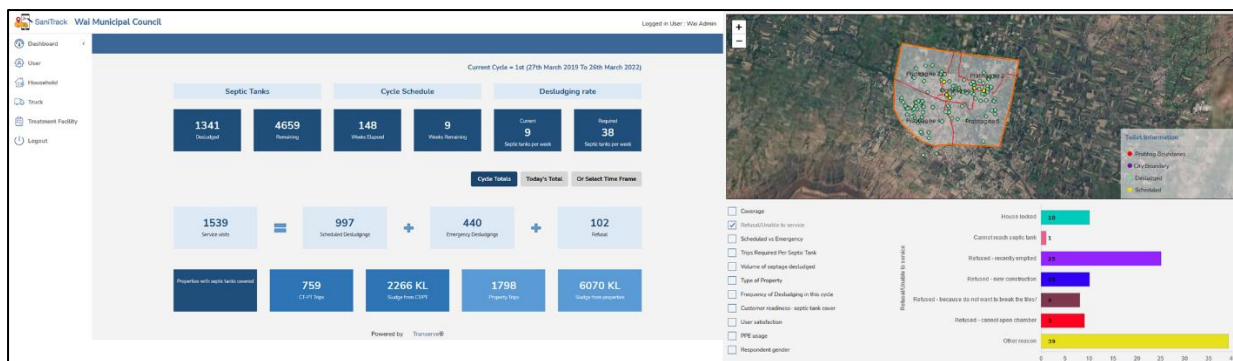 SaniTrack Wai Municipal Council
Logged in User : Wai Admin
Dashboard
User
Household
Truck
Treatment Facility
Logout
Current Cycle = 1st (27th March 2019 To 26th March 2022)
Septic Tanks
Cycle Schedule
Desludging rate
1341
Desludged
4659
Remaining
148
Weeks Elapsed
9
Weeks Remaining
Current
9
Septic tanks per week
Required
38
Septic tanks per week
Cycle Totals
Today's Total
Or Select Time Frame
1539
Service visits
=
997
Scheduled Desludgings
+
440
Emergency Desludgings
+
102
Refusal
Properties with septic tanks covered
759
CT-PT Trips
2266 KL
Sludge from CT/PT
1798
Property Trips
6070 KL
Sludge from properties
Powered by Transerve®
+
−
Toilet Information
Prabhag Boundaries
City Boundary
Desludged
Scheduled
Coverage
Refusal/Unable to service
Scheduled vs Emergency
Trips Required Per Septic Tank
Volume of septage desludged
Type of Property
Frequency of Desludging in this cycle
Customer readiness- septic tank cover
User satisfaction
PPE usage
Respondent gender
Refusal/Unable to service
House locked
10
Cannot reach septic tank
1
Refused - recently emptied
25
Refused - new construction
Refused - because do not want to break the tiles!
8
Refused - cannot open chamber
9
Other reason
39
0 5 10 15 20 25 30 35